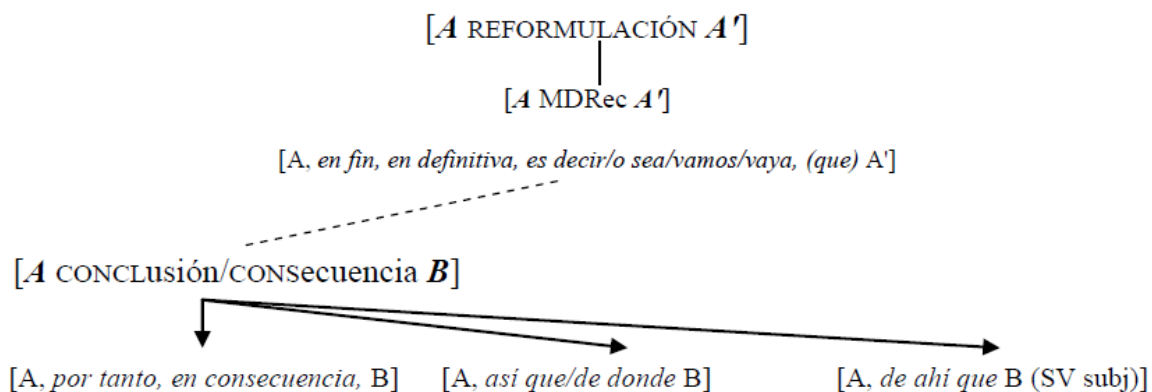 [A REFORMULACIÓN A']
[A MDRec A']
[A, en fin, en definitiva, es decir/o sea/vamos/vaya, (que) A']
[A CONCLusión/CONSecuencia B]
[A, por tanto, en consecuencia, B] [A, así que/de donde B] [A, de ahí que B (SV subj)]